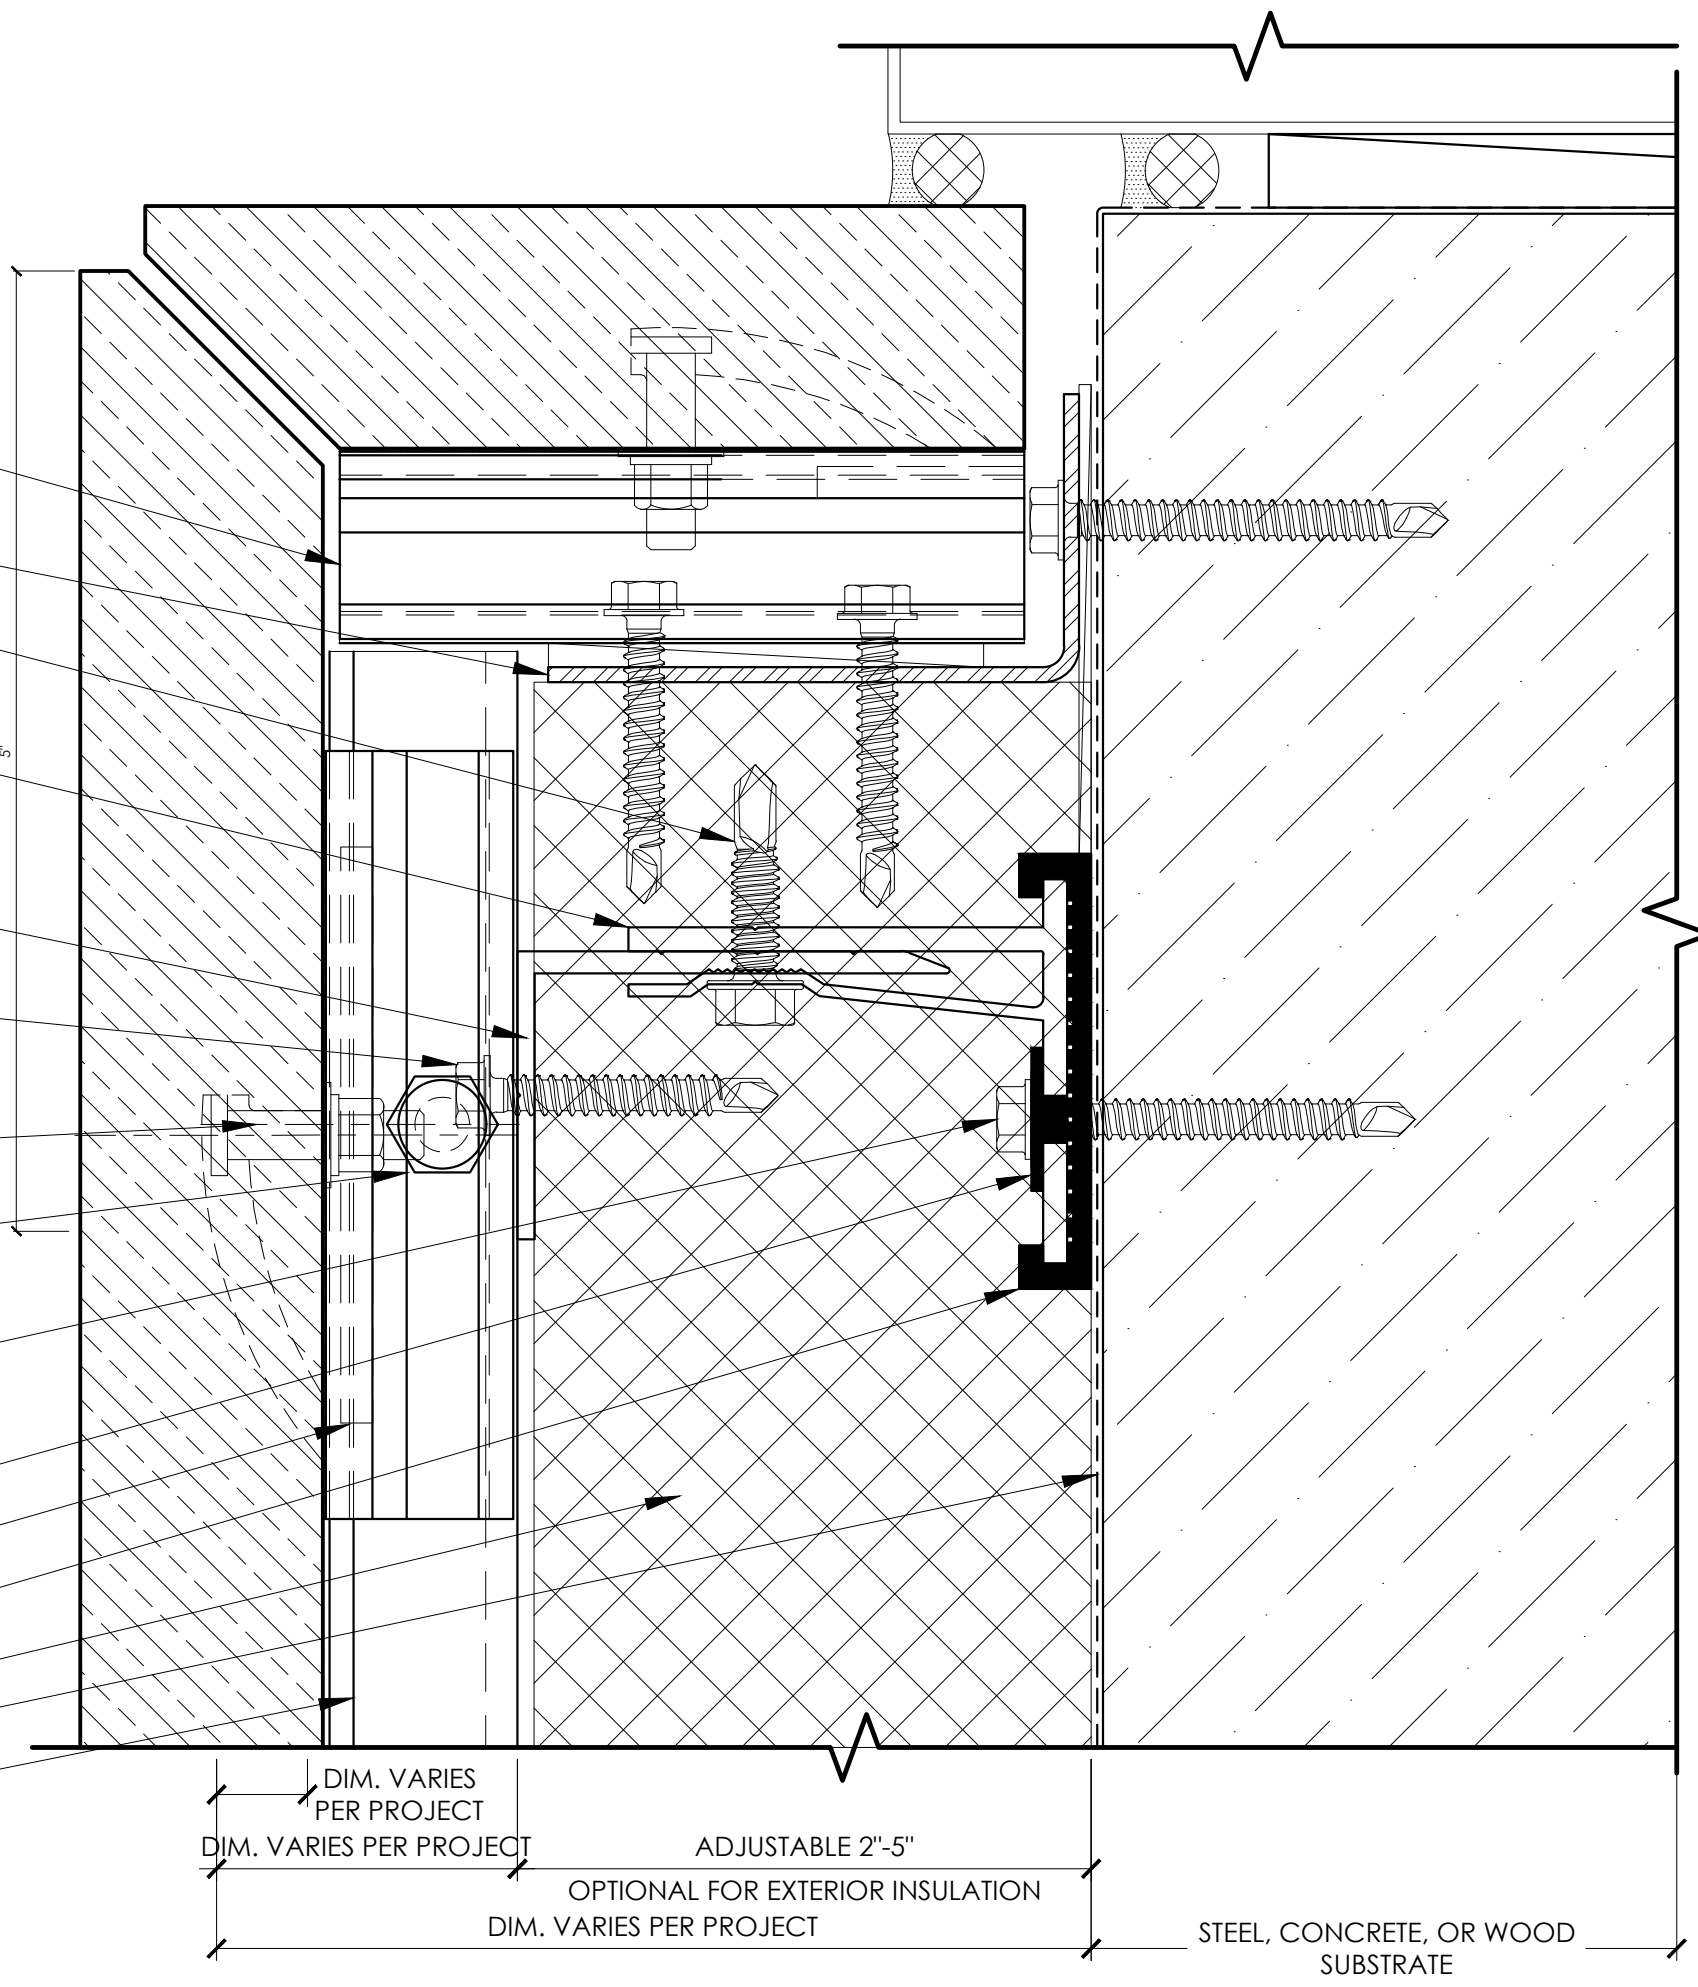 5"
DIM. VARIES
PER PROJECT
DIM. VARIES PER PROJECT
ADJUSTABLE 2"-5"
OPTIONAL FOR EXTERIOR INSULATION
DIM. VARIES PER PROJECT
STEEL, CONCRETE, OR WOOD
SUBSTRATE